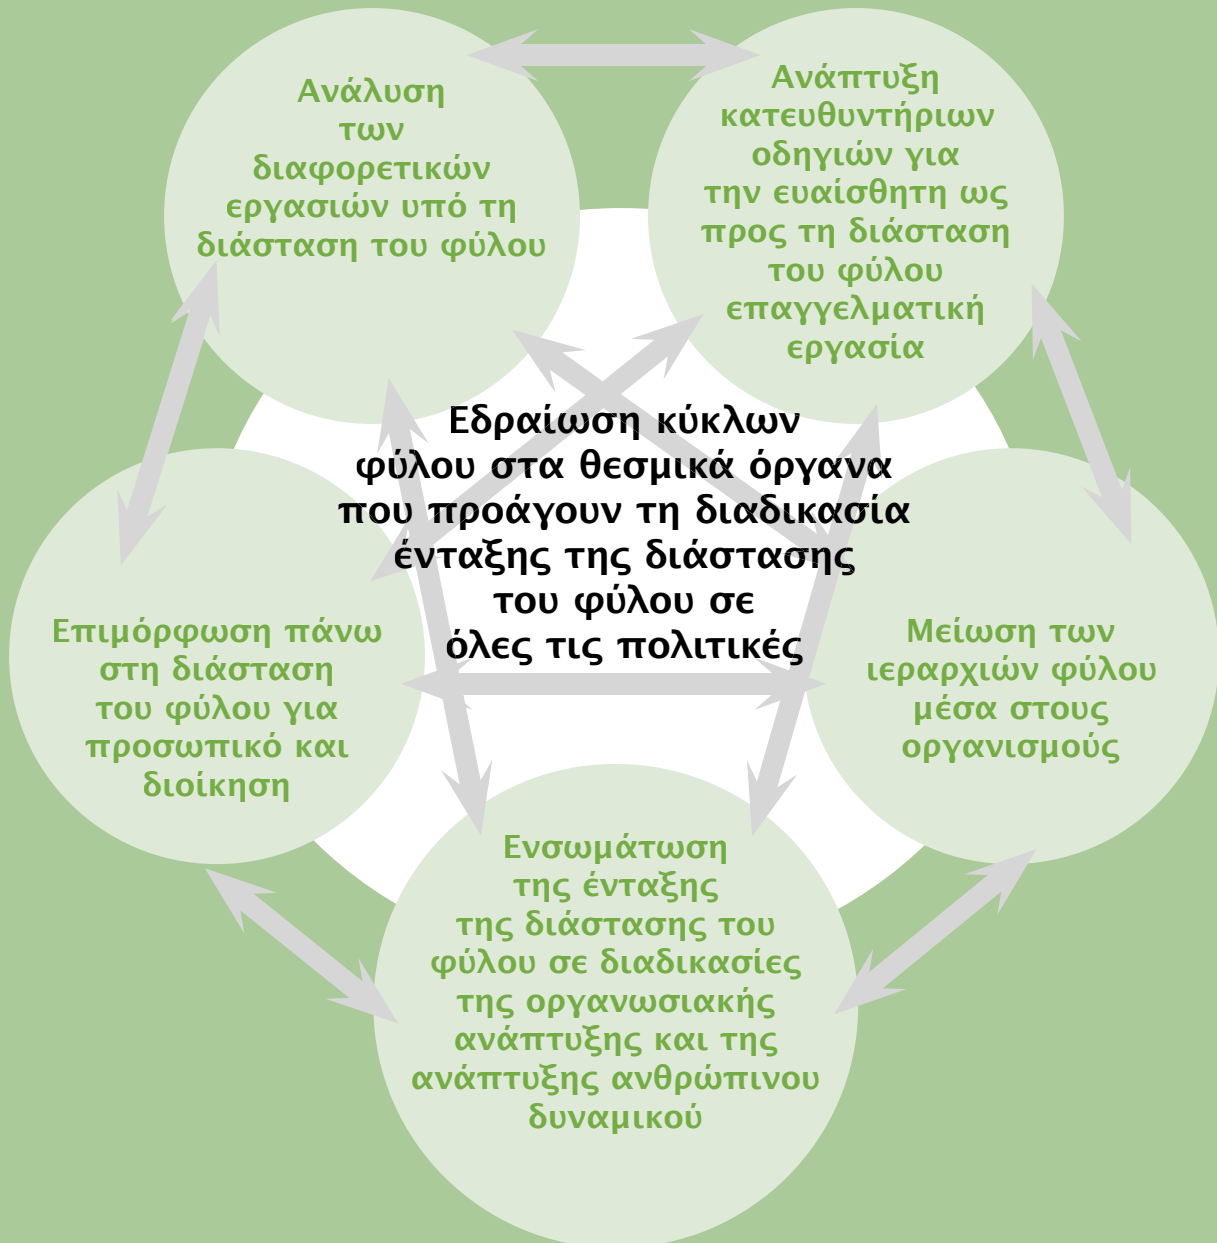 Ανάλυση
των
διαφορετικών
εργασιών υπό τη
διάσταση του φύλου
Ανάπτυξη
κατευθυντήριων
οδηγιών για
την ευαίσθητη ως
προς τη διάσταση
του φύλου
επαγγελματική
εργασία
Εδραίωση κύκλων
φύλου στα θεσμικά όργανα
που προάγουν τη διαδικασία
ένταξης της διάστασης
του φύλου σε
όλες τις πολιτικές
Επιμόρφωση πάνω
στη διάσταση
του φύλου για
προσωπικό και
διοίκηση
Μείωση των
ιεραρχιών φύλου
μέσα στους
οργανισμούς
Ενσωμάτωση
της ένταξης
της διάστασης του
φύλου σε διαδικασίες
της οργανωσιακής
ανάπτυξης και της
ανάπτυξης ανθρώπινου
δυναμικού